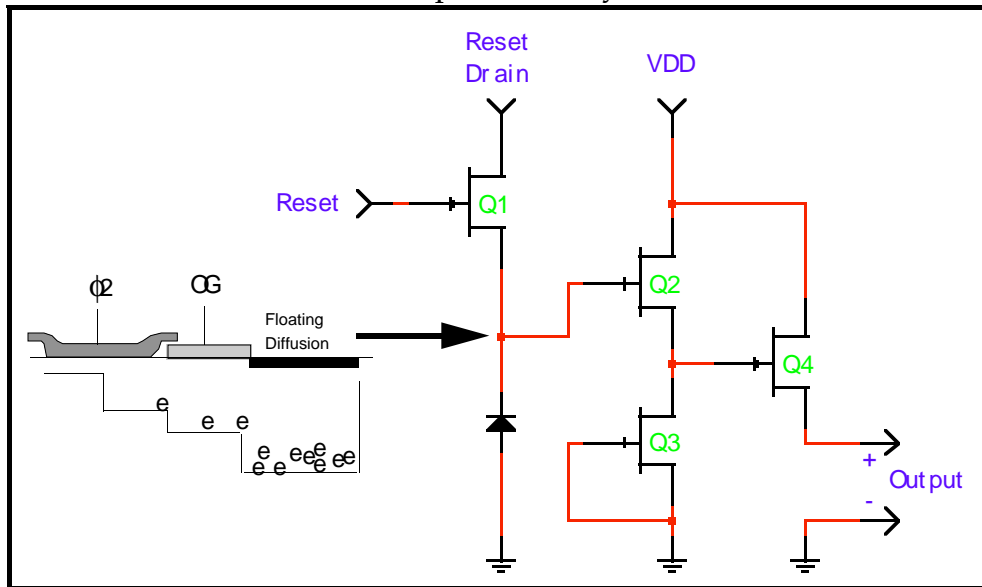 Reset
Drain
VDD
Reset
Q1
Q2
ϕ2
OG
Floating
Diffusion
Q4
Q3
e
e e
e e e e e e e e e e
+
Output
-